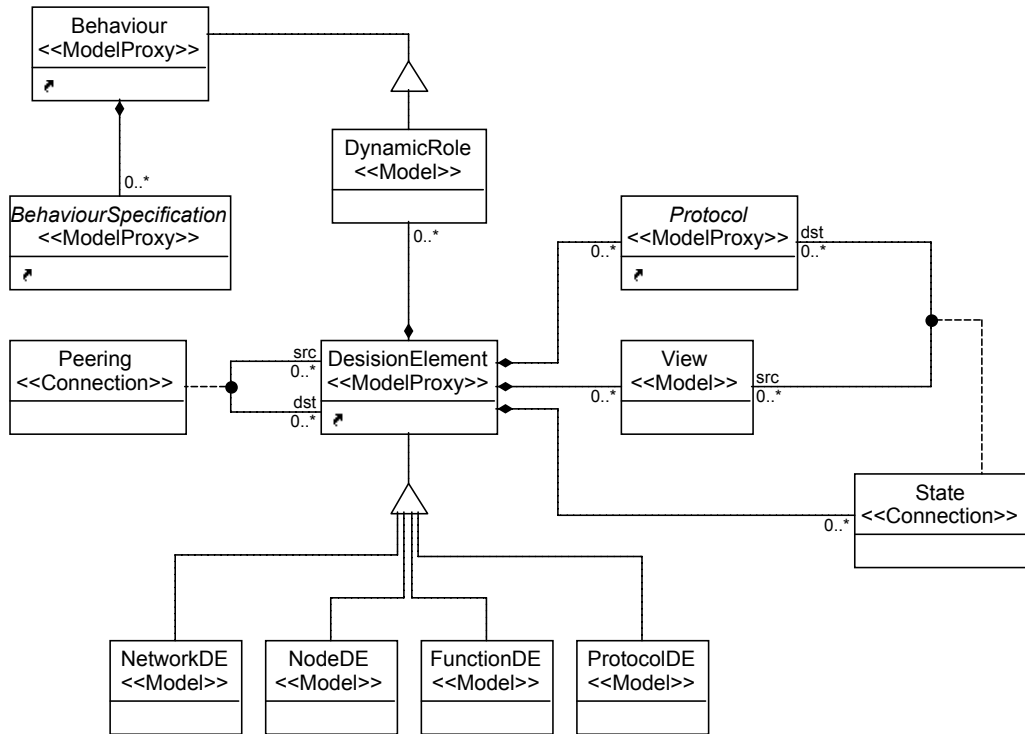 Behaviour
<<ModelProxy>>
DynamicRole
<<Model>>
0..*
BehaviourSpecification
<<ModelProxy>>
0..*
Protocol
<<ModelProxy>>
0..*
dst
0..*
Peering
<<Connection>>
src
0..*
dst
0..*
DesisionElement
<<ModelProxy>>
View
<<Model>>
0..*
src
0..*
State
<<Connection>>
0..*
NetworkDE
<<Model>>
NodeDE
<<Model>>
FunctionDE
<<Model>>
ProtocolDE
<<Model>>